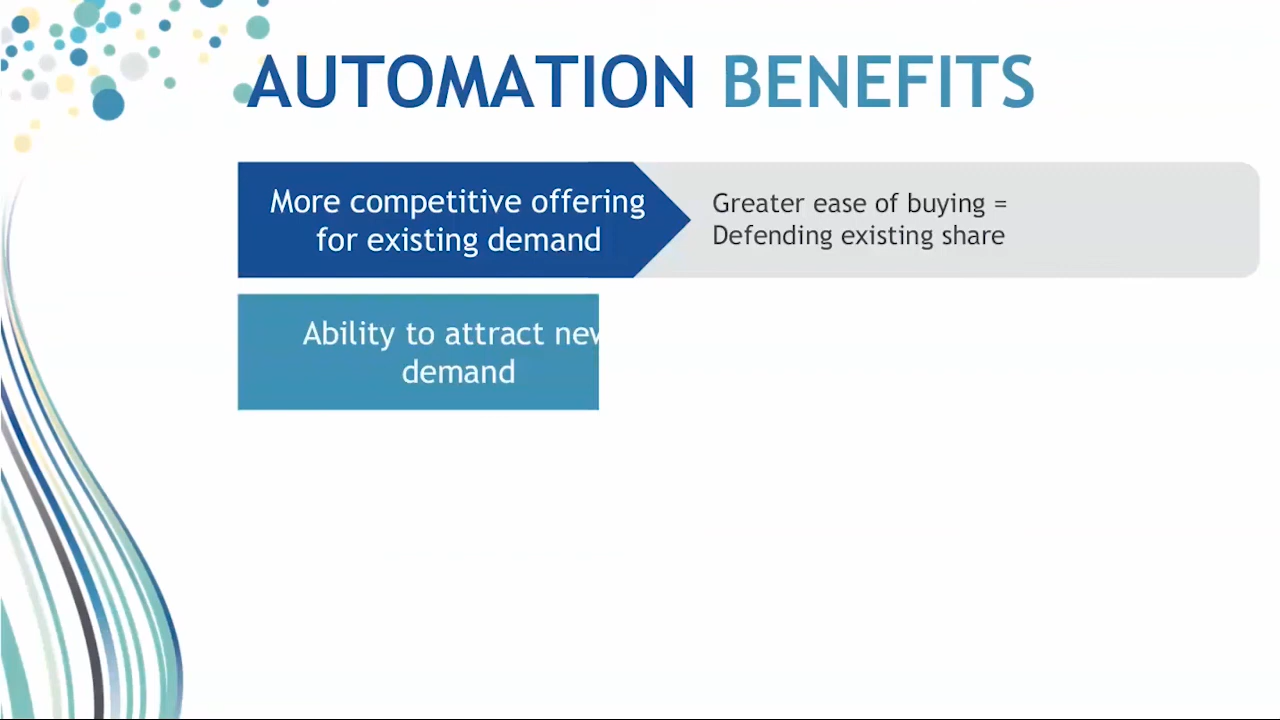 AUTOMATION BENEFITS
More competitive offering
for existing demand
Greater ease of buying =
Defending existing share
Ability to attract
demand